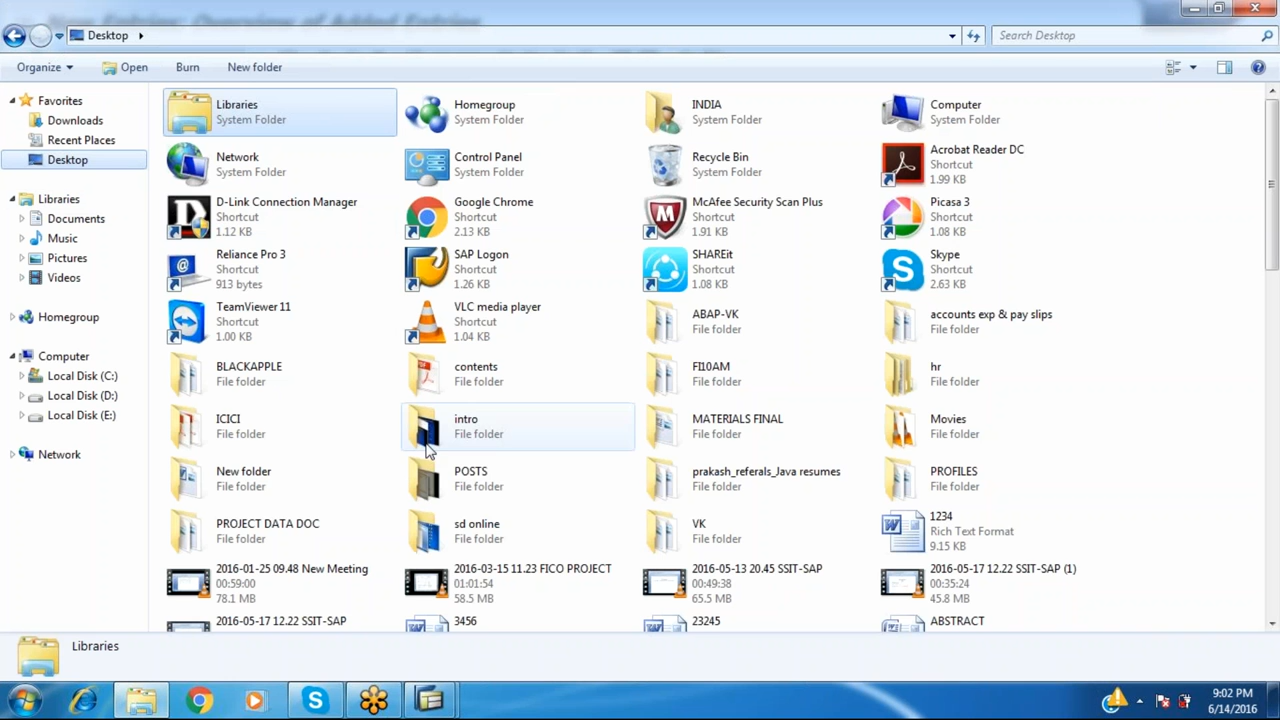 Desktop
Search Desktop
Organize
Open
Burn
New folder
Favorites
Downloads
Recent Places
Desktop
Libraries
Documents
Music
Pictures
Videos
Homegroup
Computer
Local Disk (C:)
Local Disk (D:)
Local Disk (E:)
Network
Libraries
System Folder
Homegroup
System Folder
INDIA
System Folder
Computer
System Folder
Network
System Folder
Control Panel
System Folder
Recycle Bin
System Folder
Acrobat Reader DC
Shortcut
1.99 KB
D-Link Connection Manager
Shortcut
1.12 KB
Google Chrome
Shortcut
2.13 KB
McAfee Security Scan Plus
Shortcut
1.91 KB
Picasa 3
Shortcut
1.08 KB
Reliance Pro 3
Shortcut
913 bytes
SAP Logon
Shortcut
1.26 KB
SHAREit
Shortcut
1.08 KB
Skype
Shortcut
2.63 KB
TeamViewer 11
Shortcut
1.00 KB
VLC media player
Shortcut
1.04 KB
ABAP-VK
File folder
accounts exp & pay slips
File folder
BLACKAPPLE
File folder
contents
File folder
FI10AM
File folder
hr
File folder
ICICI
File folder
intro
File folder
MATERIALS FINAL
File folder
Movies
File folder
New folder
File folder
POSTS
File folder
prakash_referals_Java resumes
File folder
PROFILES
File folder
PROJECT DATA DOC
File folder
sd online
File folder
VK
File folder
1234
Rich Text Format
9.15 KB
2016-01-25 09.48 New Meeting
00:59:00
78.1 MB
2016-03-15 11.23 FICO PROJECT
01:01:54
58.5 MB
2016-05-13 20.45 SSIT-SAP
00:49:38
65.5 MB
2016-05-17 12.22 SSIT-SAP (1)
00:35:24
45.8 MB
2016-05-17 12.22 SSIT-SAP
3456
23245
ABSTRACT
Libraries
9:02 PM
6/14/2016